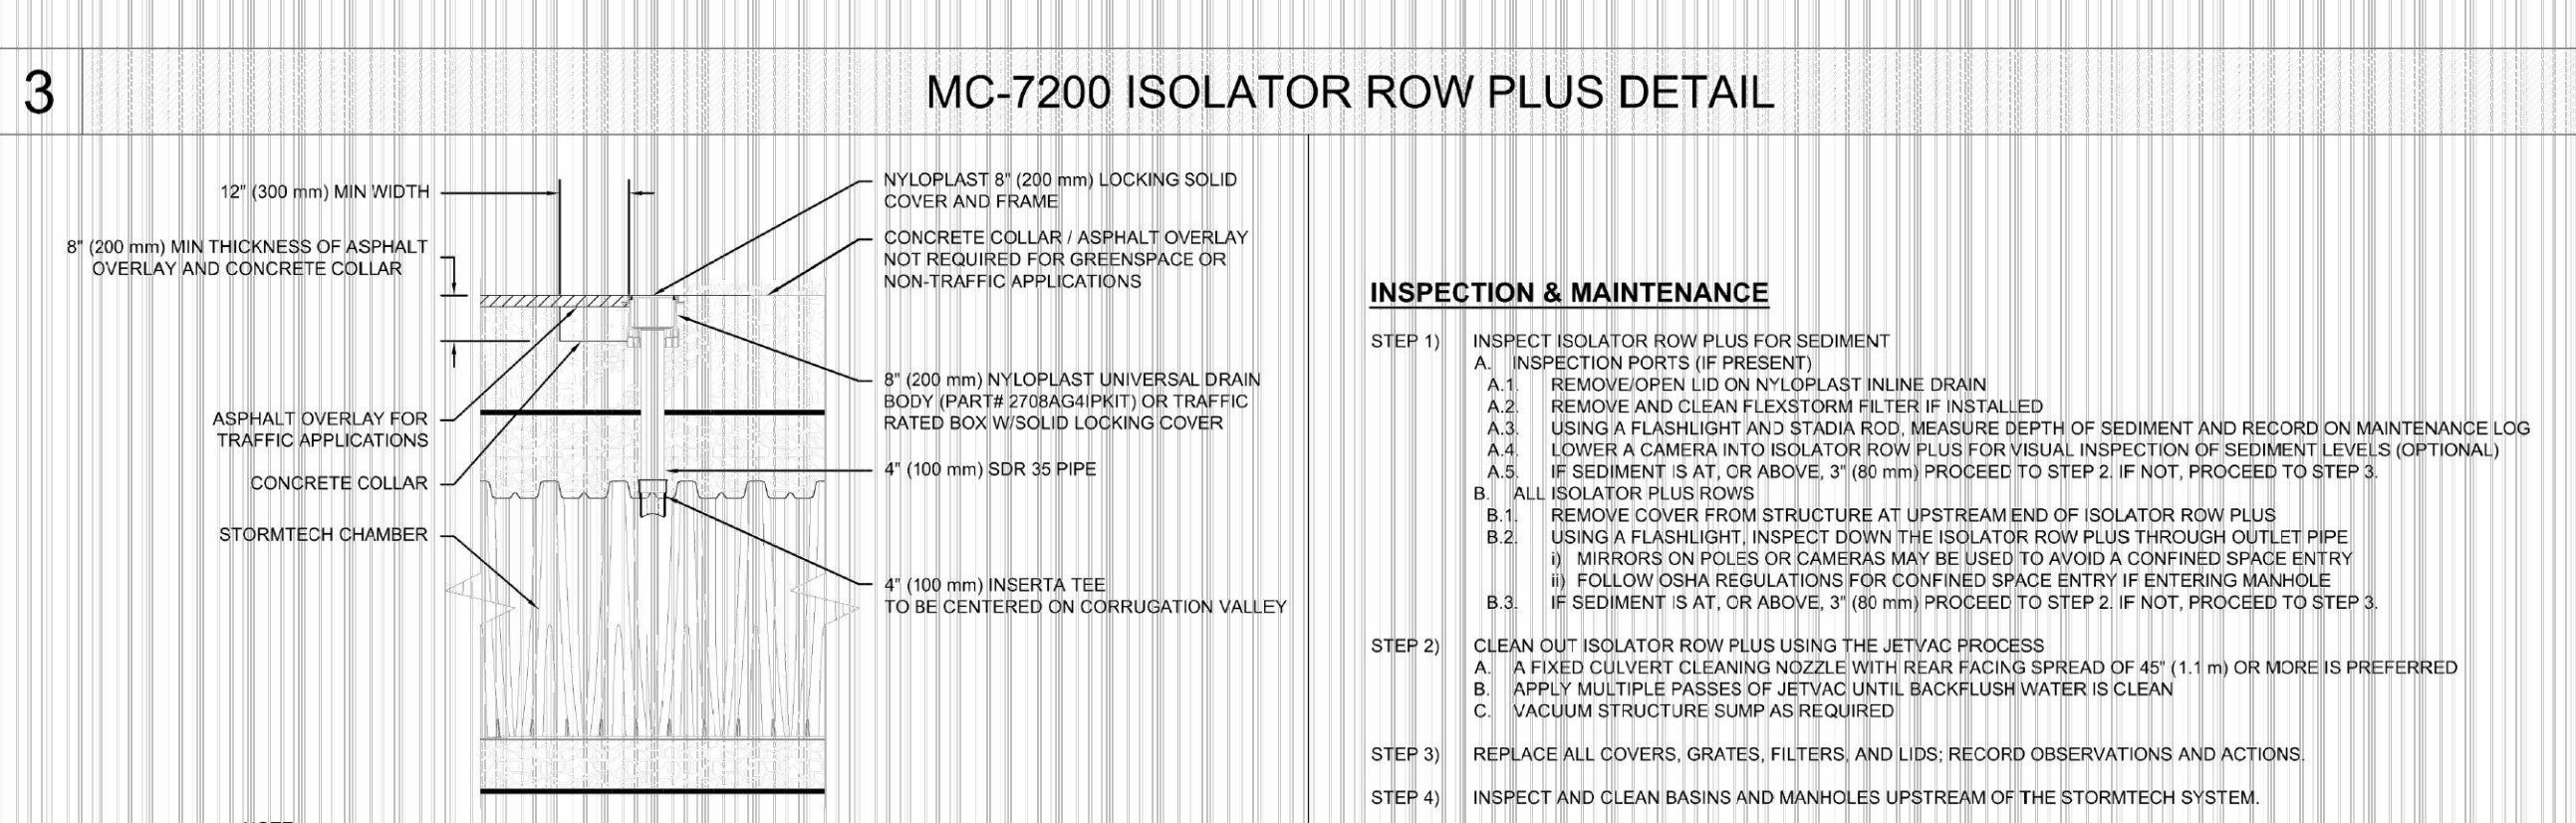 3
MC-7200 ISOLATOR ROW PLUS DETAIL
12" (300 mm) MIN WIDTH
8" (200 mm) MIN THICKNESS OF ASPHALT
OVERLAY AND CONCRETE COLLAR
ASPHALT OVERLAY FOR
TRAFFIC APPLICATIONS
CONCRETE COLLAR
STORMTECH CHAMBER
NYLOPLAST 8" (200 mm) LOCKING SOLID
COVER AND FRAME
CONCRETE COLLAR / ASPHALT OVERLAY
NOT REQUIRED FOR GREENSPACE OR
NON-TRAFFIC APPLICATIONS
8" (200 mm) NYLOPLAST UNIVERSAL DRAIN
BODY (PART# 2708AG4IPKIT) OR TRAFFIC
RATED BOX W/SOLID LOCKING COVER
4" (100 mm) SDR 35 PIPE
4" (100 mm) INSERTA TEE
TO BE CENTERED ON CORRUGATION VALLEY
INSPECTION & MAINTENANCE
STEP 1) INSPECT ISOLATOR ROW PLUS FOR SEDIMENT
A. INSPECTION PORTS (IF PRESENT)
A.1. REMOVE/OPEN LID ON NYLOPLAST INLINE DRAIN
A.2. REMOVE AND CLEAN FLEXSTORM FILTER IF INSTALLED
A.3. USING A FLASHLIGHT AND STADIA ROD, MEASURE DEPTH OF SEDIMENT AND RECORD ON MAINTENANCE LOG
A.4. LOWER A CAMERA INTO ISOLATOR ROW PLUS FOR VISUAL INSPECTION OF SEDIMENT LEVELS (OPTIONAL)
A.5. IF SEDIMENT IS AT, OR ABOVE, 3" (80 mm) PROCEED TO STEP 2. IF NOT, PROCEED TO STEP 3.
B. ALL ISOLATOR PLUS ROWS
B.1. REMOVE COVER FROM STRUCTURE AT UPSTREAM END OF ISOLATOR ROW PLUS
B.2. USING A FLASHLIGHT, INSPECT DOWN THE ISOLATOR ROW PLUS THROUGH OUTLET PIPE
i) MIRRORS ON POLES OR CAMERAS MAY BE USED TO AVOID A CONFINED SPACE ENTRY
ii) FOLLOW OSHA REGULATIONS FOR CONFINED SPACE ENTRY IF ENTERING MANHOLE
B.3. IF SEDIMENT IS AT, OR ABOVE, 3" (80 mm) PROCEED TO STEP 2. IF NOT, PROCEED TO STEP 3.
STEP 2) CLEAN OUT ISOLATOR ROW PLUS USING THE JETVAC PROCESS
A. A FIXED CULVERT CLEANING NOZZLE WITH REAR FACING SPREAD OF 45" (1.1 m) OR MORE IS PREFERRED
B. APPLY MULTIPLE PASSES OF JETVAC UNTIL BACKFLUSH WATER IS CLEAN
C. VACUUM STRUCTURE SUMP AS REQUIRED
STEP 3) REPLACE ALL COVERS, GRATES, FILTERS, AND LIDS; RECORD OBSERVATIONS AND ACTIONS.
STEP 4) INSPECT AND CLEAN BASINS AND MANHOLES UPSTREAM OF THE STORMTECH SYSTEM.